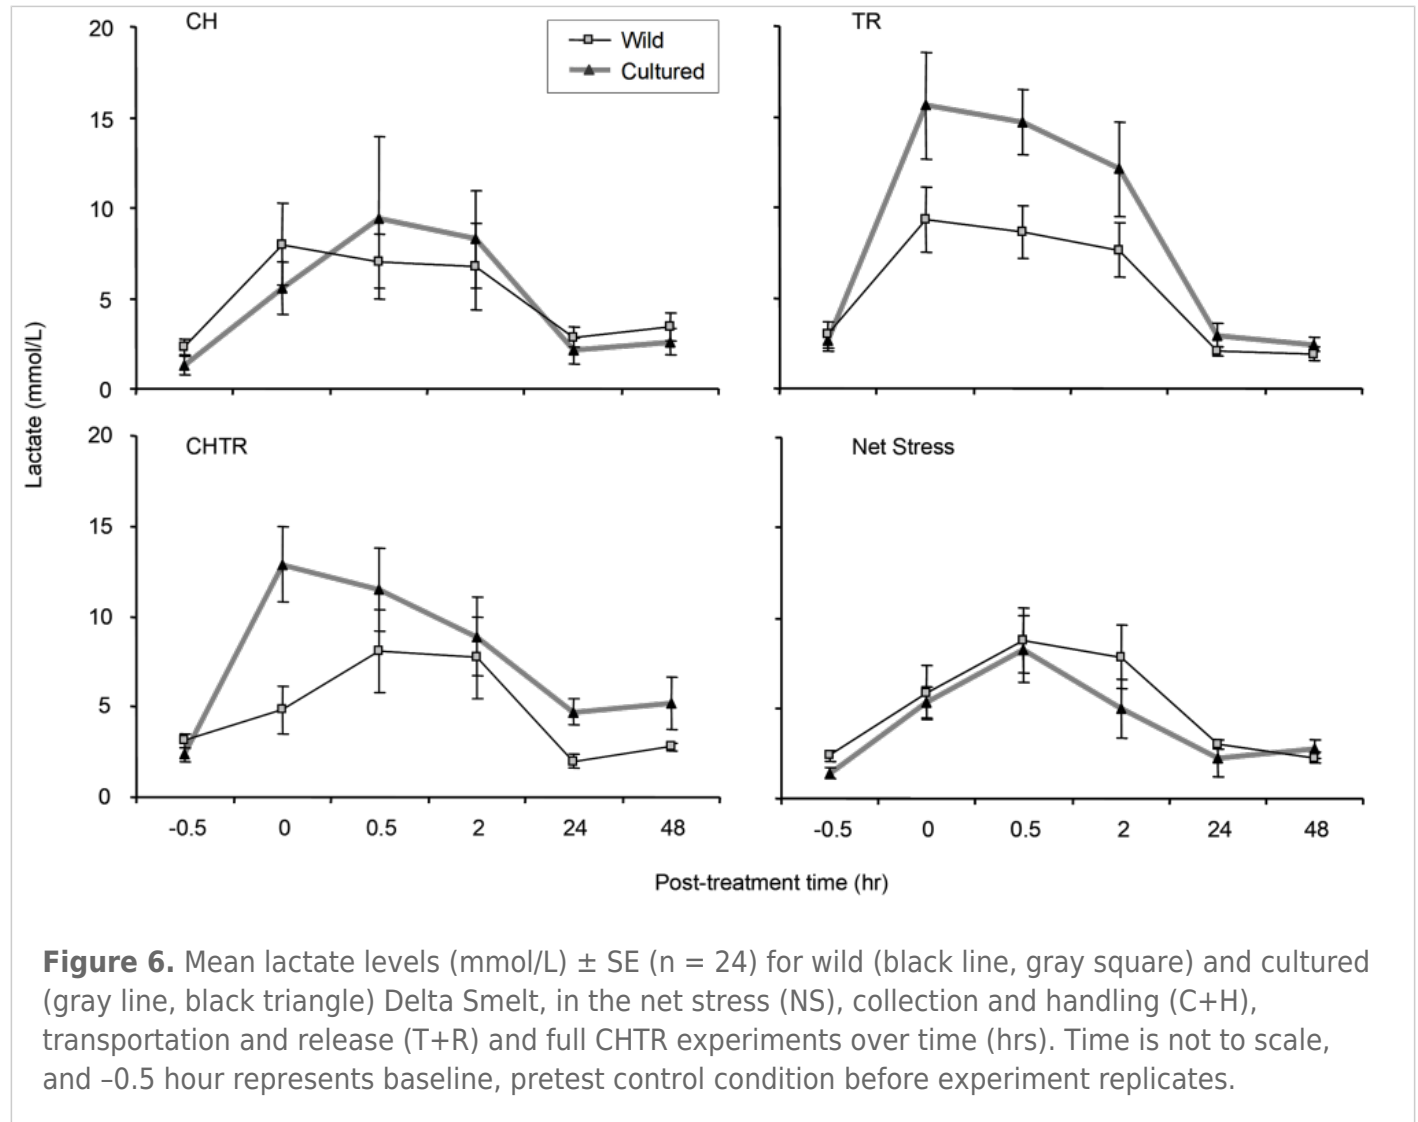 CH
TR
Wild
Cultured
20
15
10
5
0
Lactate (mmol/L)
CHTR
Net Stress
20
15
10
5
0
-0.5 0 0.5 2 24 48
-0.5 0 0.5 2 24 48
Post-treatment time (hr)
Figure 6. Mean lactate levels (mmol/L) ± SE (n = 24) for wild (black line, gray square) and cultured
(gray line, black triangle) Delta Smelt, in the net stress (NS), collection and handling (C+H),
transportation and release (T+R) and full CHTR experiments over time (hrs). Time is not to scale,
and –0.5 hour represents baseline, pretest control condition before experiment replicates.